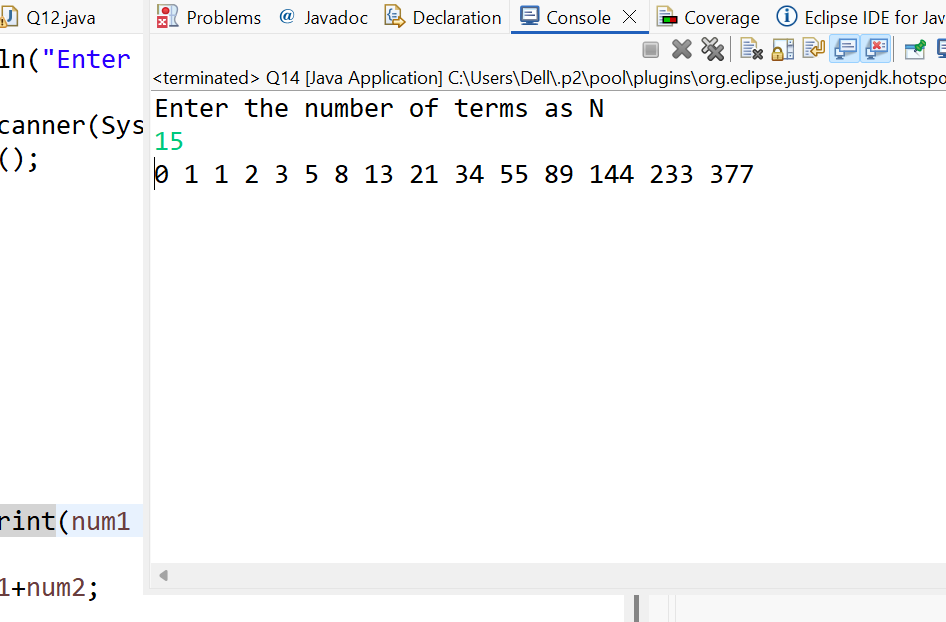 Q12.java
Problems @ Javadoc Declaration Console Coverage Eclipse IDE for Jav
<terminated> Q14 [Java Application] C:\Users\Dell\.p2\pool\plugins\org.eclipse.justj.openjdk.hotspo
ln("Enter
canner(Sys
();
rint(num1
1+num2;
Enter the number of terms as N
15
0 1 1 2 3 5 8 13 21 34 55 89 144 233 377